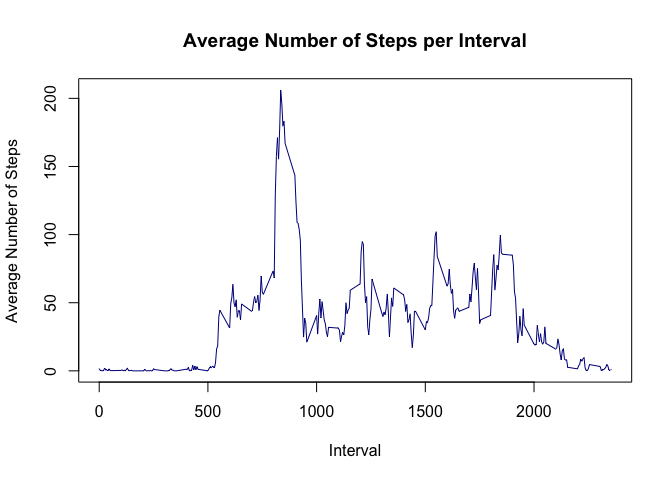 Average Number of Steps per Interval
Average Number of Steps
200
150
100
50
0
0 500 1000 1500 2000
Interval